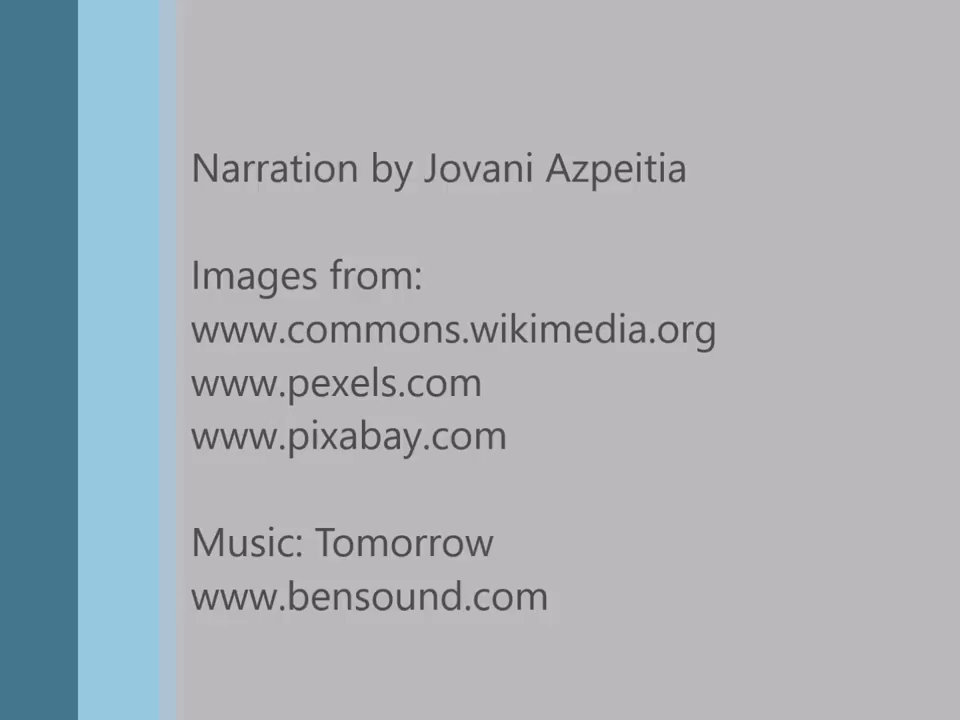 Narration by Jovani Azpeitia
Images from:
www.commons.wikimedia.org
www.pexels.com
www.pixabay.com
Music: Tomorrow
www.bensound.com